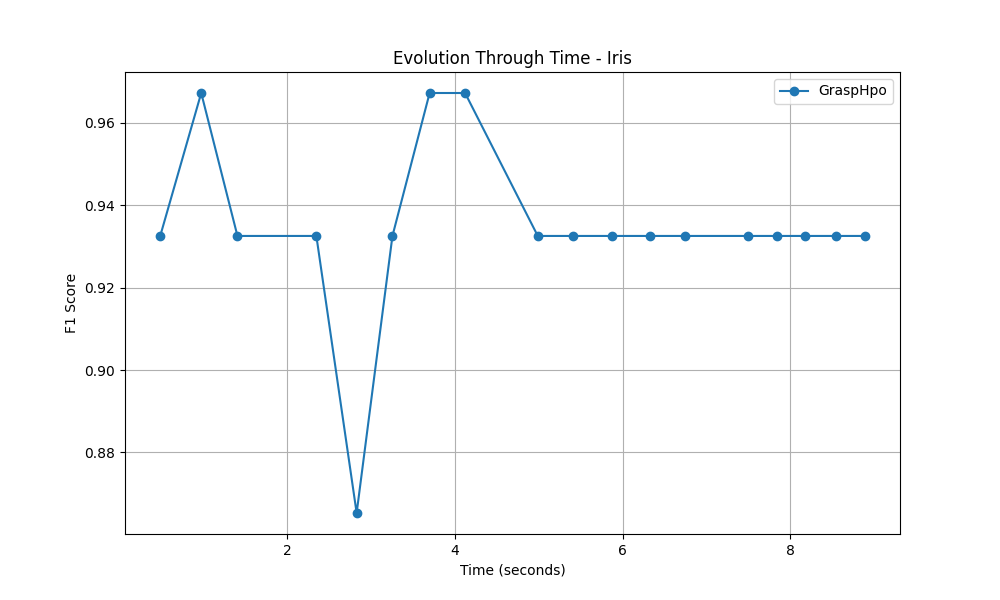 Evolution Through Time - Iris
GraspHpo
0.96
0.94
0.92
0.90
0.88
F1 Score
2 4 6 8
Time (seconds)